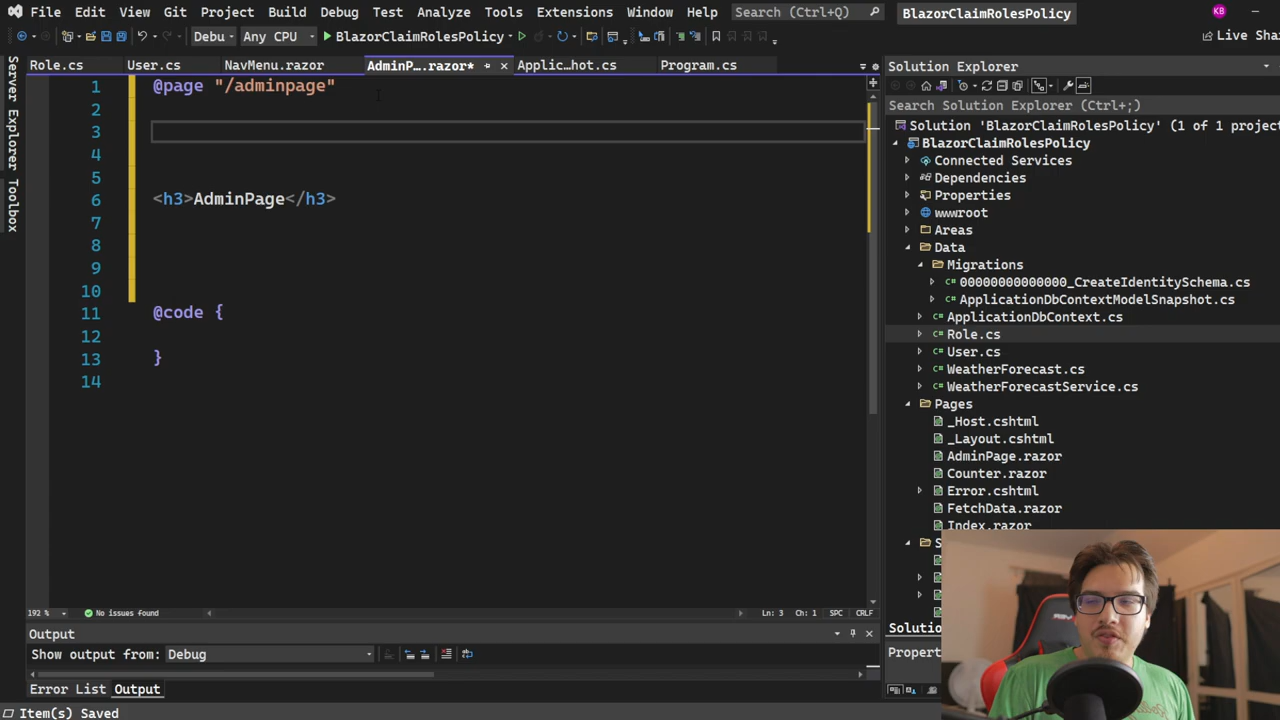 File Edit View Git Project Build Debug Test Analyze Tools Extensions Window Help Search (Ctrl+Q) BlazorClaimRolesPolicy KB
Debu Any CPU BlazorClaimRolesPolicy Live Sha
Server Explorer
Toolbox
Role.cs User.cs NavMenu.razor AdminP....razor* Applic...hot.cs Program.cs
1 @page "/adminpage"
2
3
4
5
6 <h3>AdminPage</h3>
7
8
9
10
11 @code {
12
13 }
14
192 % No issues found Ln: 3 Ch: 1 SPC CRLF
Output
Show output from: Debug
Error List Output
Item(s) Saved
Solution Explorer
Search Solution Explorer (Ctrl+;)
Solution 'BlazorClaimRolesPolicy' (1 of 1 project
BlazorClaimRolesPolicy
Connected Services
Dependencies
Properties
wwwroot
Areas
Data
Migrations
00000000000000_CreateIdentitySchema.cs
ApplicationDbContextModelSnapshot.cs
ApplicationDbContext.cs
Role.cs
User.cs
WeatherForecast.cs
WeatherForecastService.cs
Pages
_Host.cshtml
_Layout.cshtml
AdminPage.razor
Counter.razor
Error.cshtml
FetchData.razor
Index.razor
S
Solutio
Propert